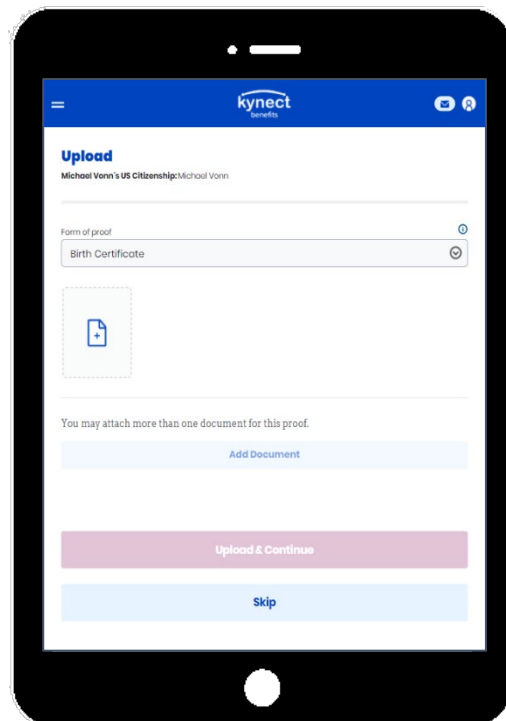 kynect
benefits
Upload
Michael Vonn's US Citizenship: Michael Vonn
Form of proof
Birth Certificate
You may attach more than one document for this proof.
Add Document
Upload & Continue
Skip